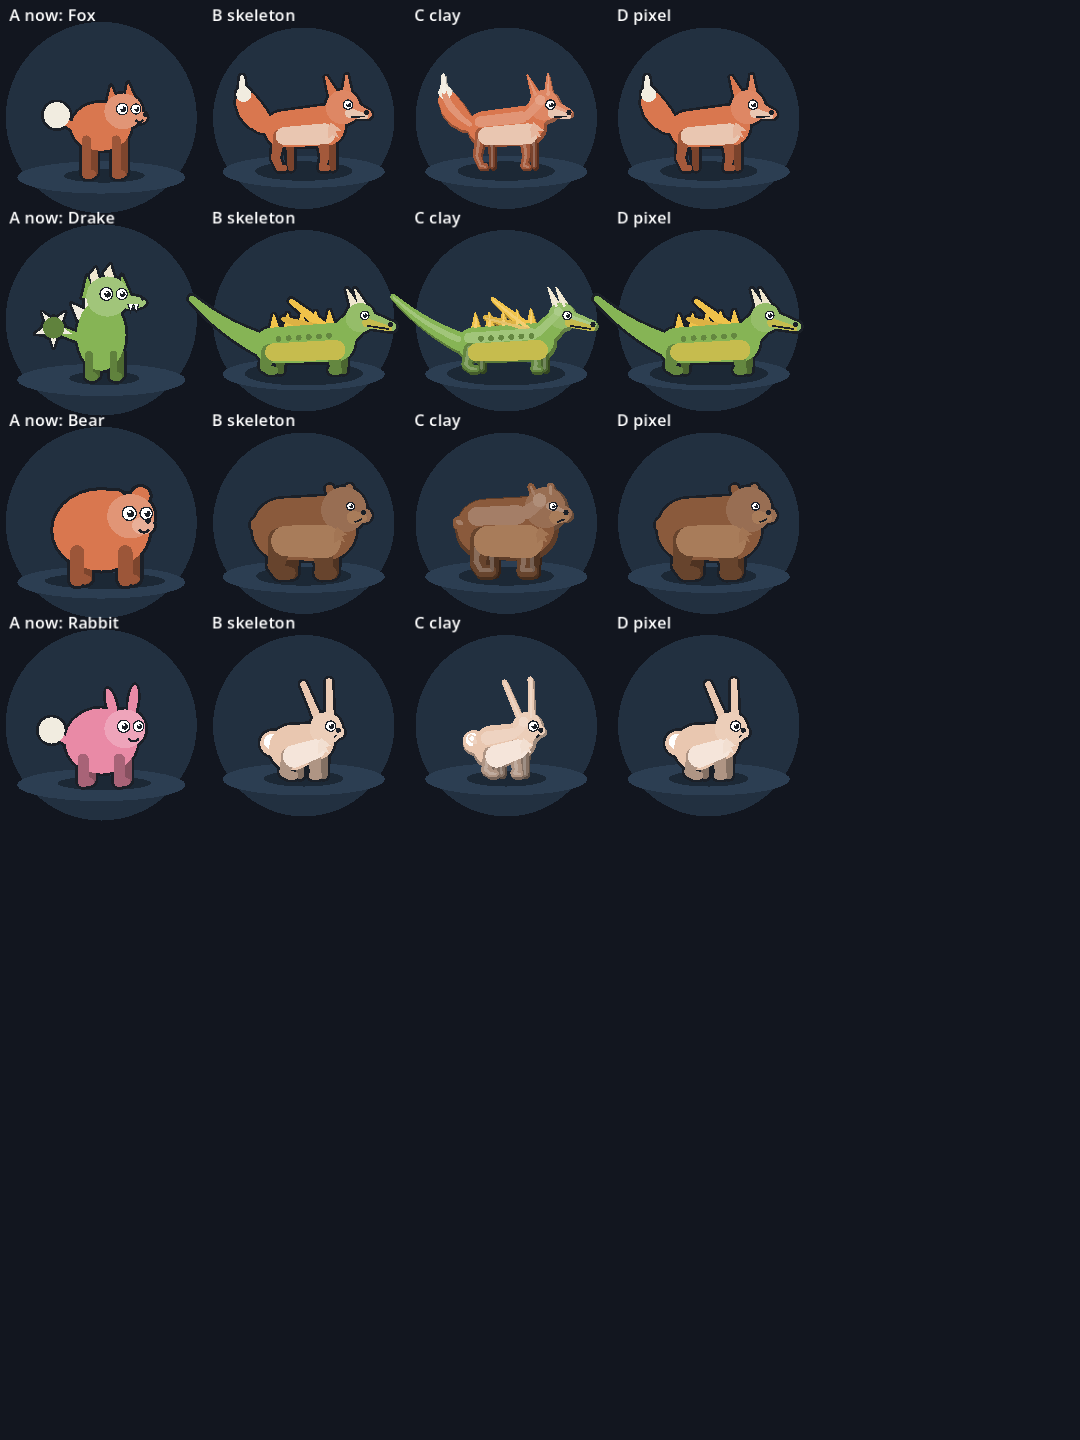 A now: Fox B skeleton C clay D pixel
A now: Drake B skeleton C clay D pixel
A now: Bear B skeleton C clay D pixel
A now: Rabbit B skeleton C clay D pixel